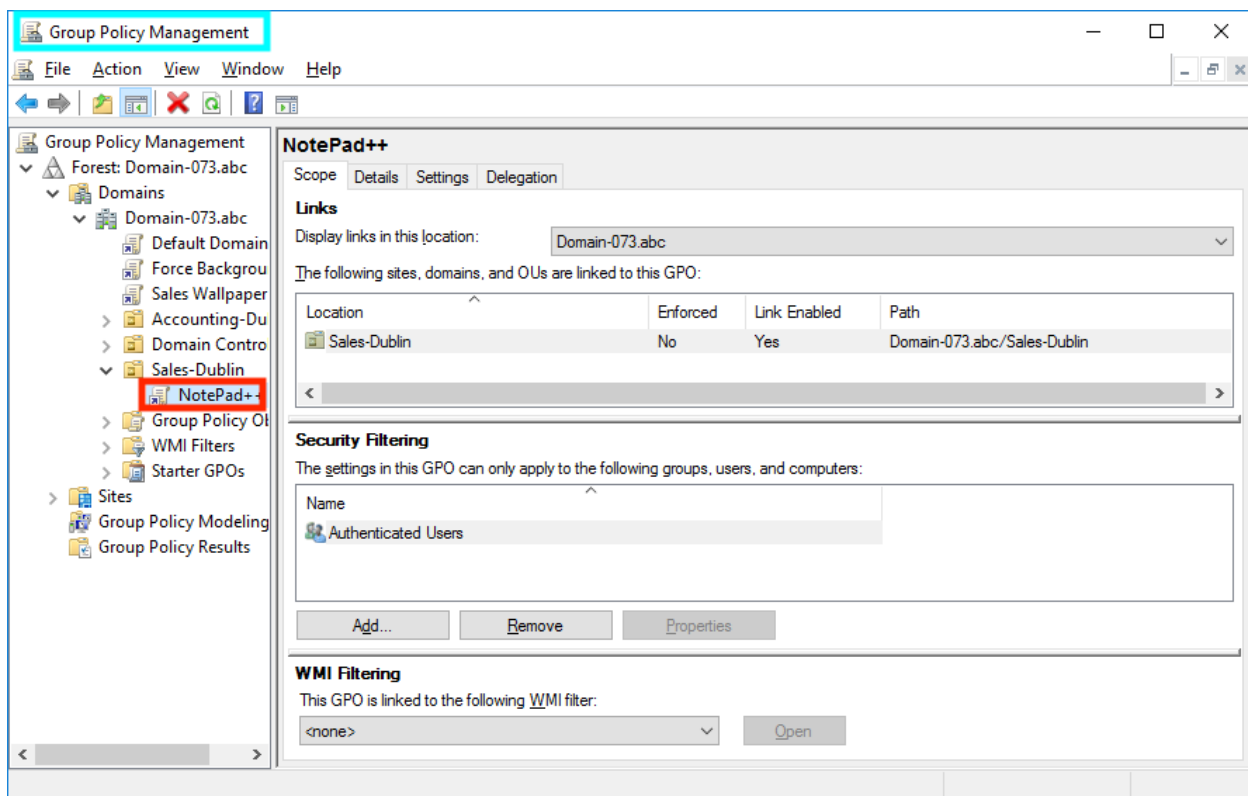 Group Policy Management
File Action View Window Help
Group Policy Management
Forest: Domain-073.abc
Domains
Domain-073.abc
Default Domain
Force Backgrou
Sales Wallpaper
Accounting-Du
Domain Contro
Sales-Dublin
NotePad++
Group Policy Ob
WMI Filters
Starter GPOs
Sites
Group Policy Modeling
Group Policy Results
NotePad++
Scope Details Settings Delegation
Links
Display links in this location: Domain-073.abc
The following sites, domains, and OUs are linked to this GPO:
Location Enforced Link Enabled Path
Sales-Dublin No Yes Domain-073.abc/Sales-Dublin
Security Filtering
The settings in this GPO can only apply to the following groups, users, and computers:
Name
Authenticated Users
Add... Remove Properties
WMI Filtering
This GPO is linked to the following WMI filter:
<none> Open